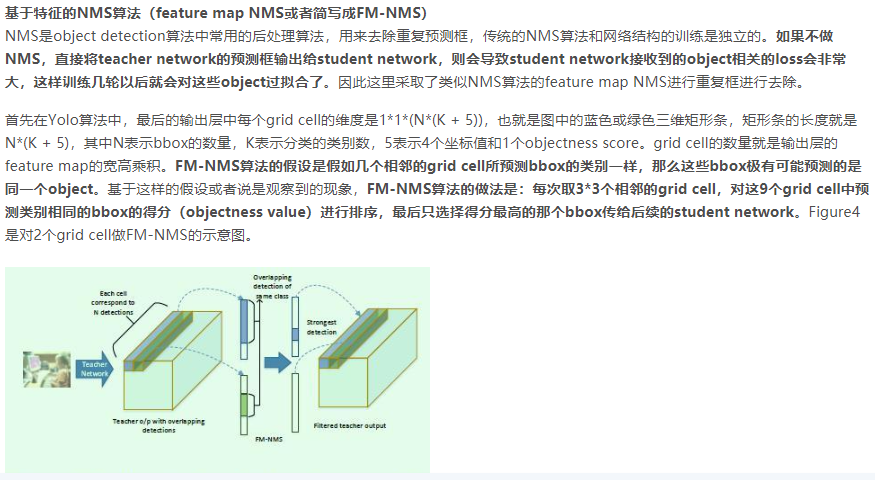 基于特征的NMS算法（feature map NMS或者简写成FM-NMS）
NMS是object detection算法中常用的后处理算法，用来去除重复预测框，传统的NMS算法和网络结构的训练是独立的。如果不做
NMS，直接将teacher network的预测框输出给student network，则会导致student network接收到的object相关的loss会非常
大，这样训练几轮以后就会对这些object过拟合了。因此这里采取了类似NMS算法的feature map NMS进行重复框进行去除。
首先在Yolo算法中，最后的输出层中每个grid cell的维度是1*1*(N*(K + 5))，也就是图中的蓝色或绿色三维矩形条，矩形条的长度就是
N*(K + 5)，其中N表示bbox的数量，K表示分类的类别数，5表示4个坐标值和1个objectness score。grid cell的数量就是输出层的
feature map的宽高乘积。FM-NMS算法的假设是假如几个相邻的grid cell所预测bbox的类别一样，那么这些bbox极有可能预测的是
同一个object。基于这样的假设或者说是观察到的现象，FM-NMS算法的做法是：每次取3*3个相邻的grid cell，对这9个grid cell中预
测类别相同的bbox的得分（objectness value）进行排序，最后只选择得分最高的那个bbox传给后续的student network。Figure4
是对2个grid cell做FM-NMS的示意图。
Each cell
correspond to
N detections
Overlapping
detection of
same class
Strongest
detection
Teacher
Network
Teacher o/p with overlapping
detections
FM-NMS
Filtered teacher output